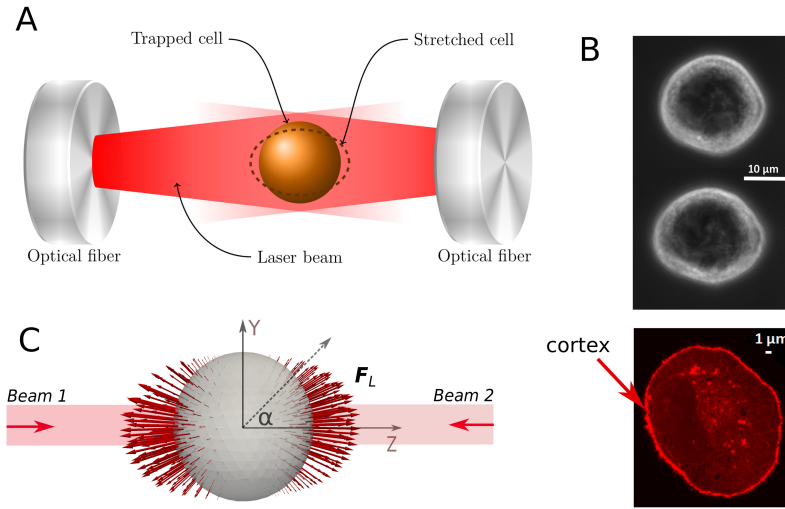 A
Trapped cell
Stretched cell
Optical fiber
Laser beam
Optical fiber
B
10 µm
C
Y
F_L
Beam 1
Beam 2
α
Z
cortex
1 µm